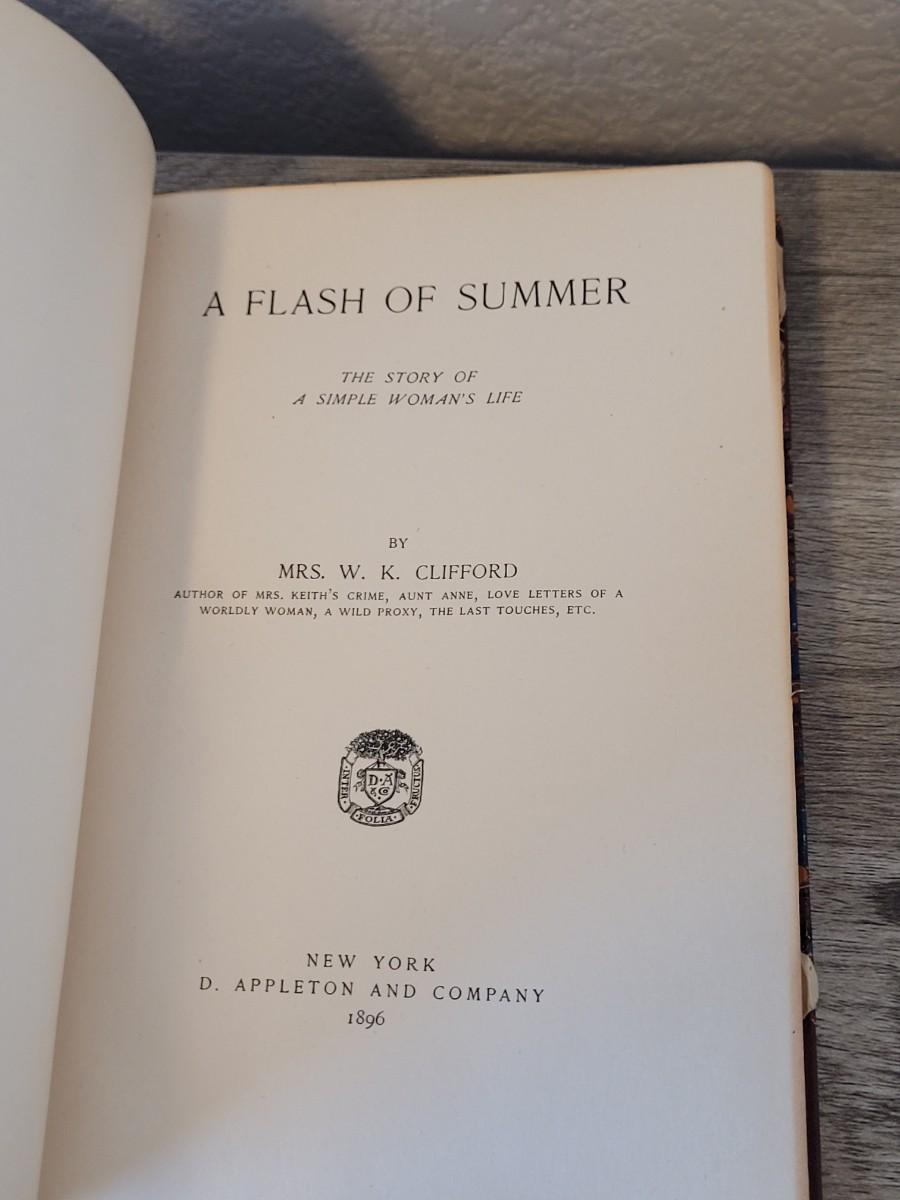 A FLASH OF SUMMER
THE STORY OF
A SIMPLE WOMAN'S LIFE
BY
MRS. W. K. CLIFFORD
AUTHOR OF MRS. KEITH'S CRIME, AUNT ANNE, LOVE LETTERS OF A
WORLDLY WOMAN, A WILD PROXY, THE LAST TOUCHES, ETC.
D·A
& Co
·INTER·
·FOLIA·
FRUCTUS·
NEW YORK
D. APPLETON AND COMPANY
1896